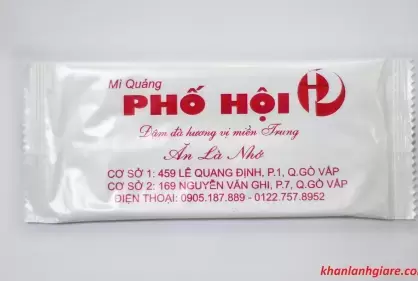 Mì Quảng
PHỐ HỘI
H
Đậm đà hương vị miền Trung
Ăn Là Nhớ
CƠ SỞ 1: 459 LÊ QUANG ĐỊNH, P.1, Q.GÒ VẤP
CƠ SỞ 2: 169 NGUYỄN VĂN GHI, P.7, Q.GÒ VẤP
ĐIỆN THOẠI: 0905.187.889 - 0122.757.8952
khanlanhgiare.com